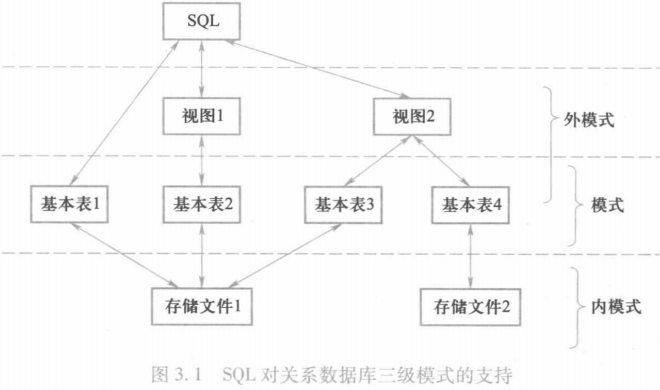 SQL
视图1
视图2
外模式
基本表1
基本表2
基本表3
基本表4
模式
存储文件1
存储文件2
内模式
图 3.1 SQL 对关系数据库三级模式的支持